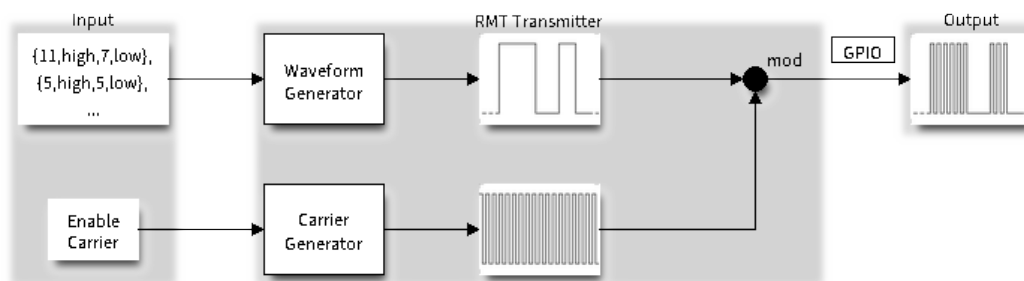 Input
RMT Transmitter
Output
{11,high,7,low},
{5,high,5,low},
...
Waveform
Generator
mod
GPIO
Enable
Carrier
Carrier
Generator